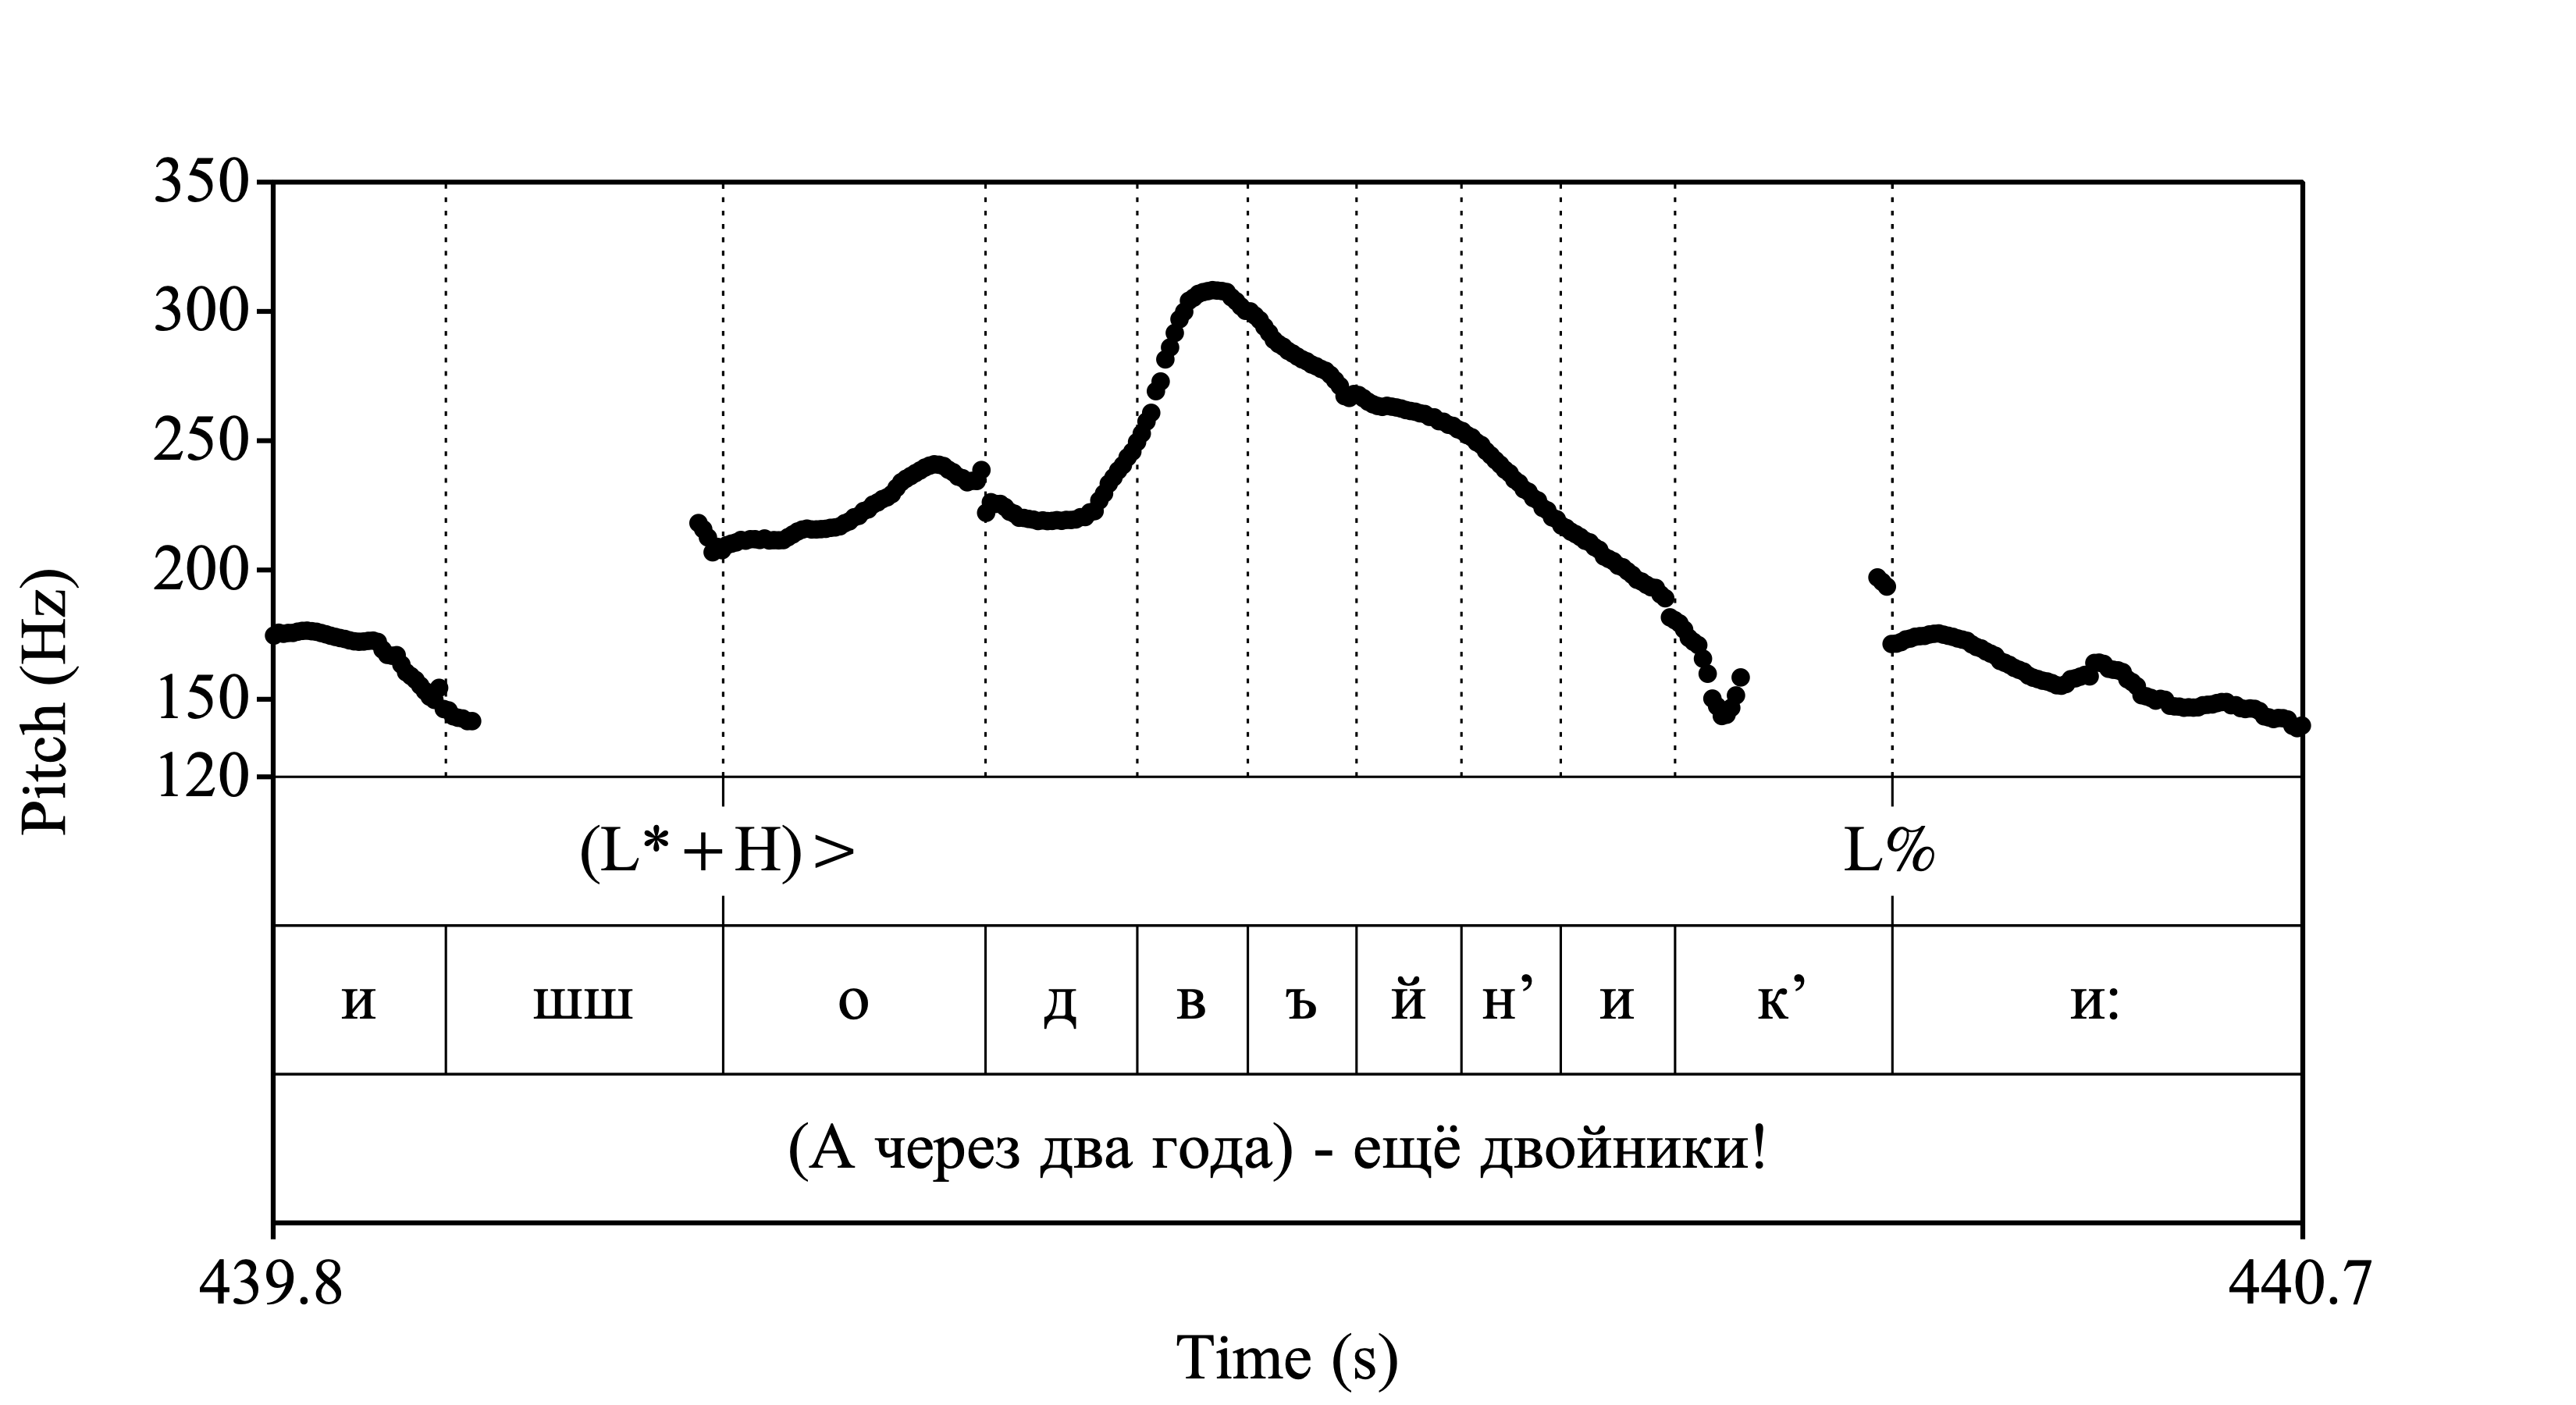 350
300
250
200
150
120
Pitch (Hz)
(L*+H)> L%
и шш о д в ъ й н’ и к’ и:
(А через два года) - ещё двойники!
439.8 440.7
Time (s)